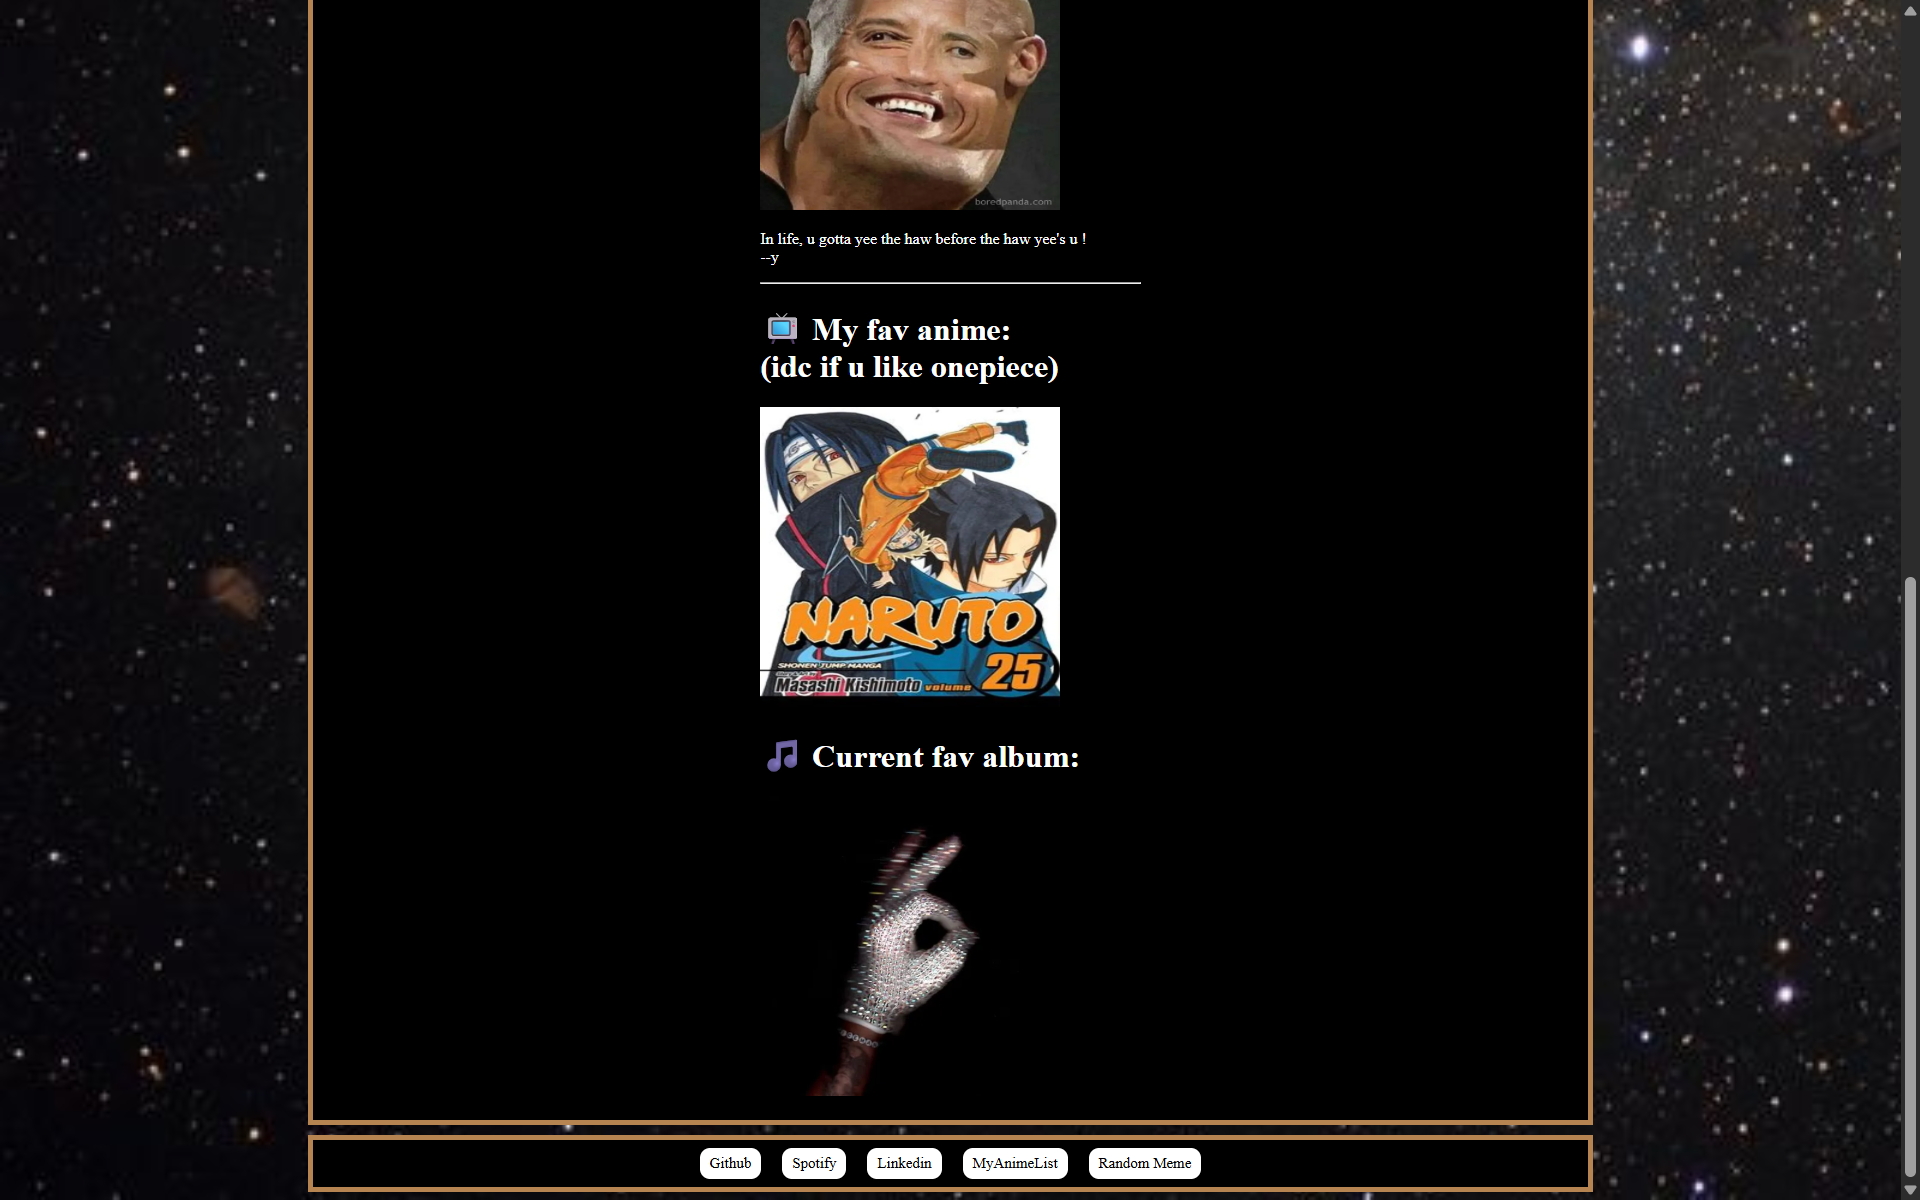 boredpanda.com
In life, u gotta yee the haw before the haw yee's u !
--y
My fav anime:
(idc if u like onepiece)
NARUTO
SHONEN JUMP MANGA
25
Masashi Kishimoto volume
Current fav album:
Github
Spotify
Linkedin
MyAnimeList
Random Meme